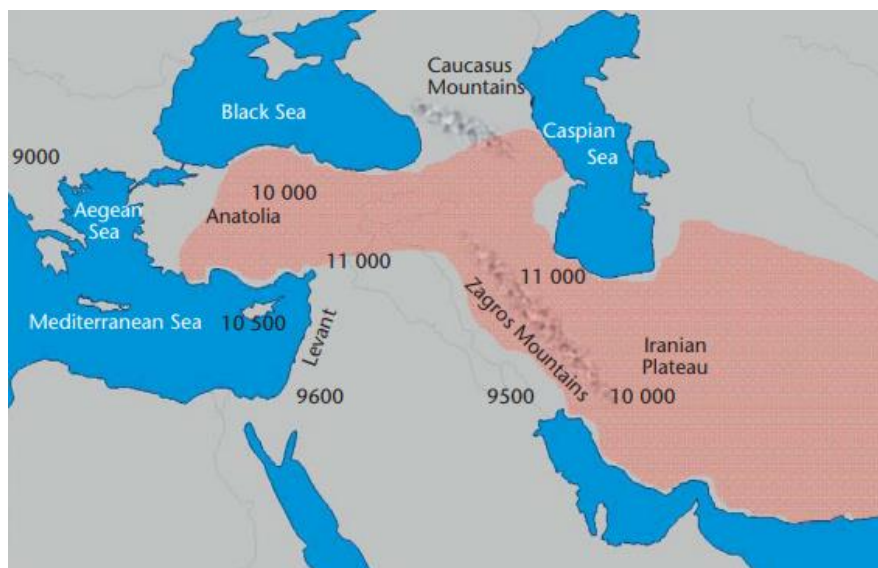 Caucasus
Mountains
Black Sea
Caspian
Sea
9000
10 000
Aegean
Sea
Anatolia
11 000
11 000
Mediterranean Sea
10 500
Levant
Zagros Mountains
Iranian
Plateau
9600
9500
10 000